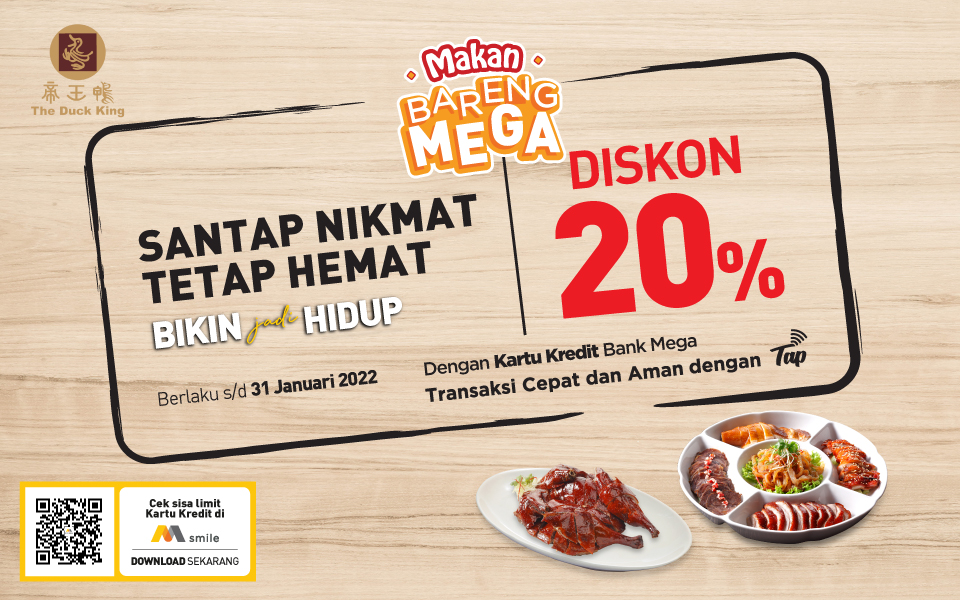 帝王鴨
The Duck King
Makan
BARENG
MEGA
SANTAP NIKMAT
TETAP HEMAT
BIKIN jadi HIDUP
Berlaku s/d 31 Januari 2022
DISKON
20%
Dengan Kartu Kredit Bank Mega
Transaksi Cepat dan Aman dengan Tap
Cek sisa limit
Kartu Kredit di
M smile
DOWNLOAD SEKARANG